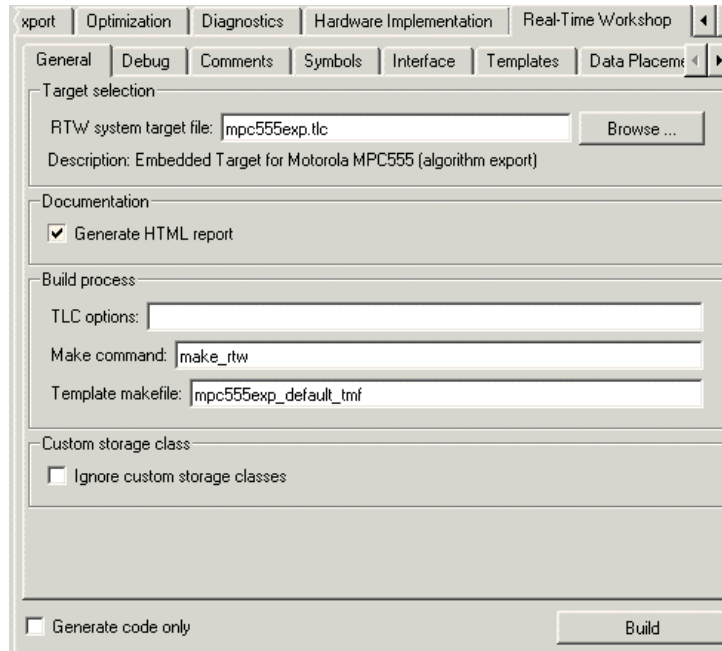 xport Optimization Diagnostics Hardware Implementation Real-Time Workshop
General Debug Comments Symbols Interface Templates Data Placeme
Target selection
RTW system target file: mpc555exp.tlc Browse ...
Description: Embedded Target for Motorola MPC555 (algorithm export)
Documentation
Generate HTML report
Build process
TLC options:
Make command: make_rtw
Template makefile: mpc555exp_default_tmf
Custom storage class
Ignore custom storage classes
Generate code only Build